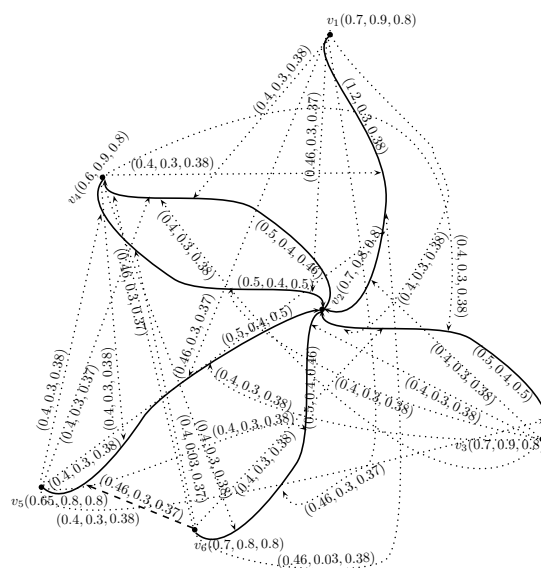 v₁(0.7, 0.9, 0.8)
(0.4, 0.3, 0.38)
(0.46, 0.3, 0.37)
(1.2, 0.3, 0.38)
(0.4, 0.3, 0.38)
v₄(0.6, 0.9, 0.8)
(0.4, 0.3, 0.38)
(0.5, 0.4, 0.46)
v₂(0.7, 0.8, 0.8)
(0.4, 0.3, 0.38)
(0.4, 0.3, 0.38)
(0.46, 0.3, 0.37)
(0.5, 0.4, 0.5)
(0.46, 0.3, 0.37)
(0.5, 0.4, 0.5)
(0.4, 0.3, 0.38)
(0.5, 0.4, 0.5)
(0.4, 0.3, 0.38)
(0.4, 0.3, 0.37)
(0.4, 0.3, 0.38)
(0.4, 0.3, 0.38)
(0.5, 0.4, 0.46)
(0.4, 0.3, 0.38)
(0.4, 0.3, 0.38)
(0.4, 0.3, 0.38)
v₃(0.7, 0.9, 0.8)
(0.4, 0.3, 0.38)
(0.4, 0.3, 0.38)
(0.4, 0.03, 0.37)
(0.4, 0.3, 0.38)
(0.46, 0.3, 0.37)
(0.46, 0.3, 0.37)
v₅(0.65, 0.8, 0.8)
(0.4, 0.3, 0.38)
v₆(0.7, 0.8, 0.8)
(0.46, 0.03, 0.38)